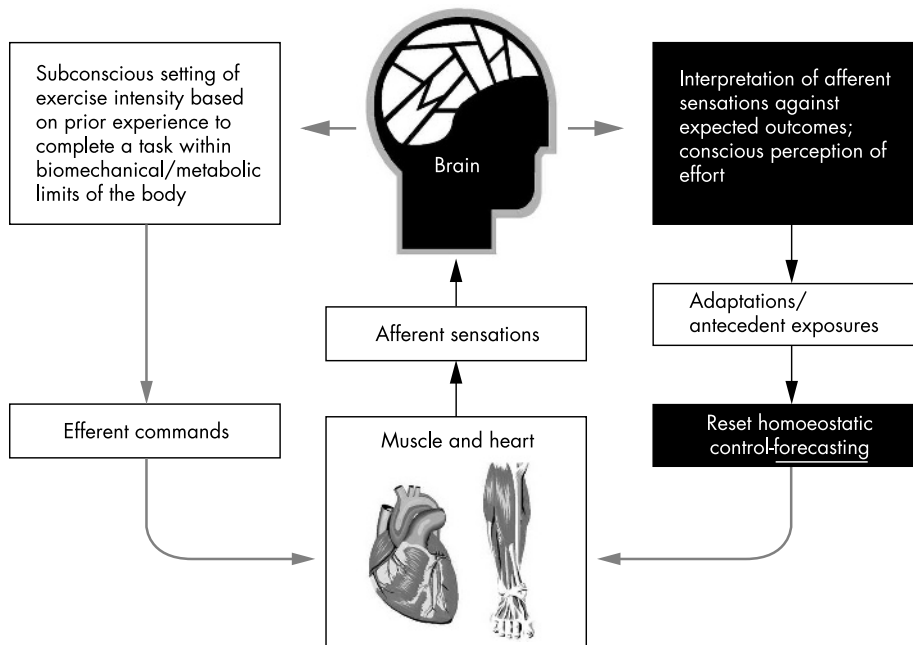 Subconscious setting of
exercise intensity based
on prior experience to
complete a task within
biomechanical/metabolic
limits of the body
Brain
Interpretation of afferent
sensations against
expected outcomes;
conscious perception of
effort
Afferent sensations
Adaptations/
antecedent exposures
Efferent commands
Muscle and heart
Reset homoeostatic
control-forecasting